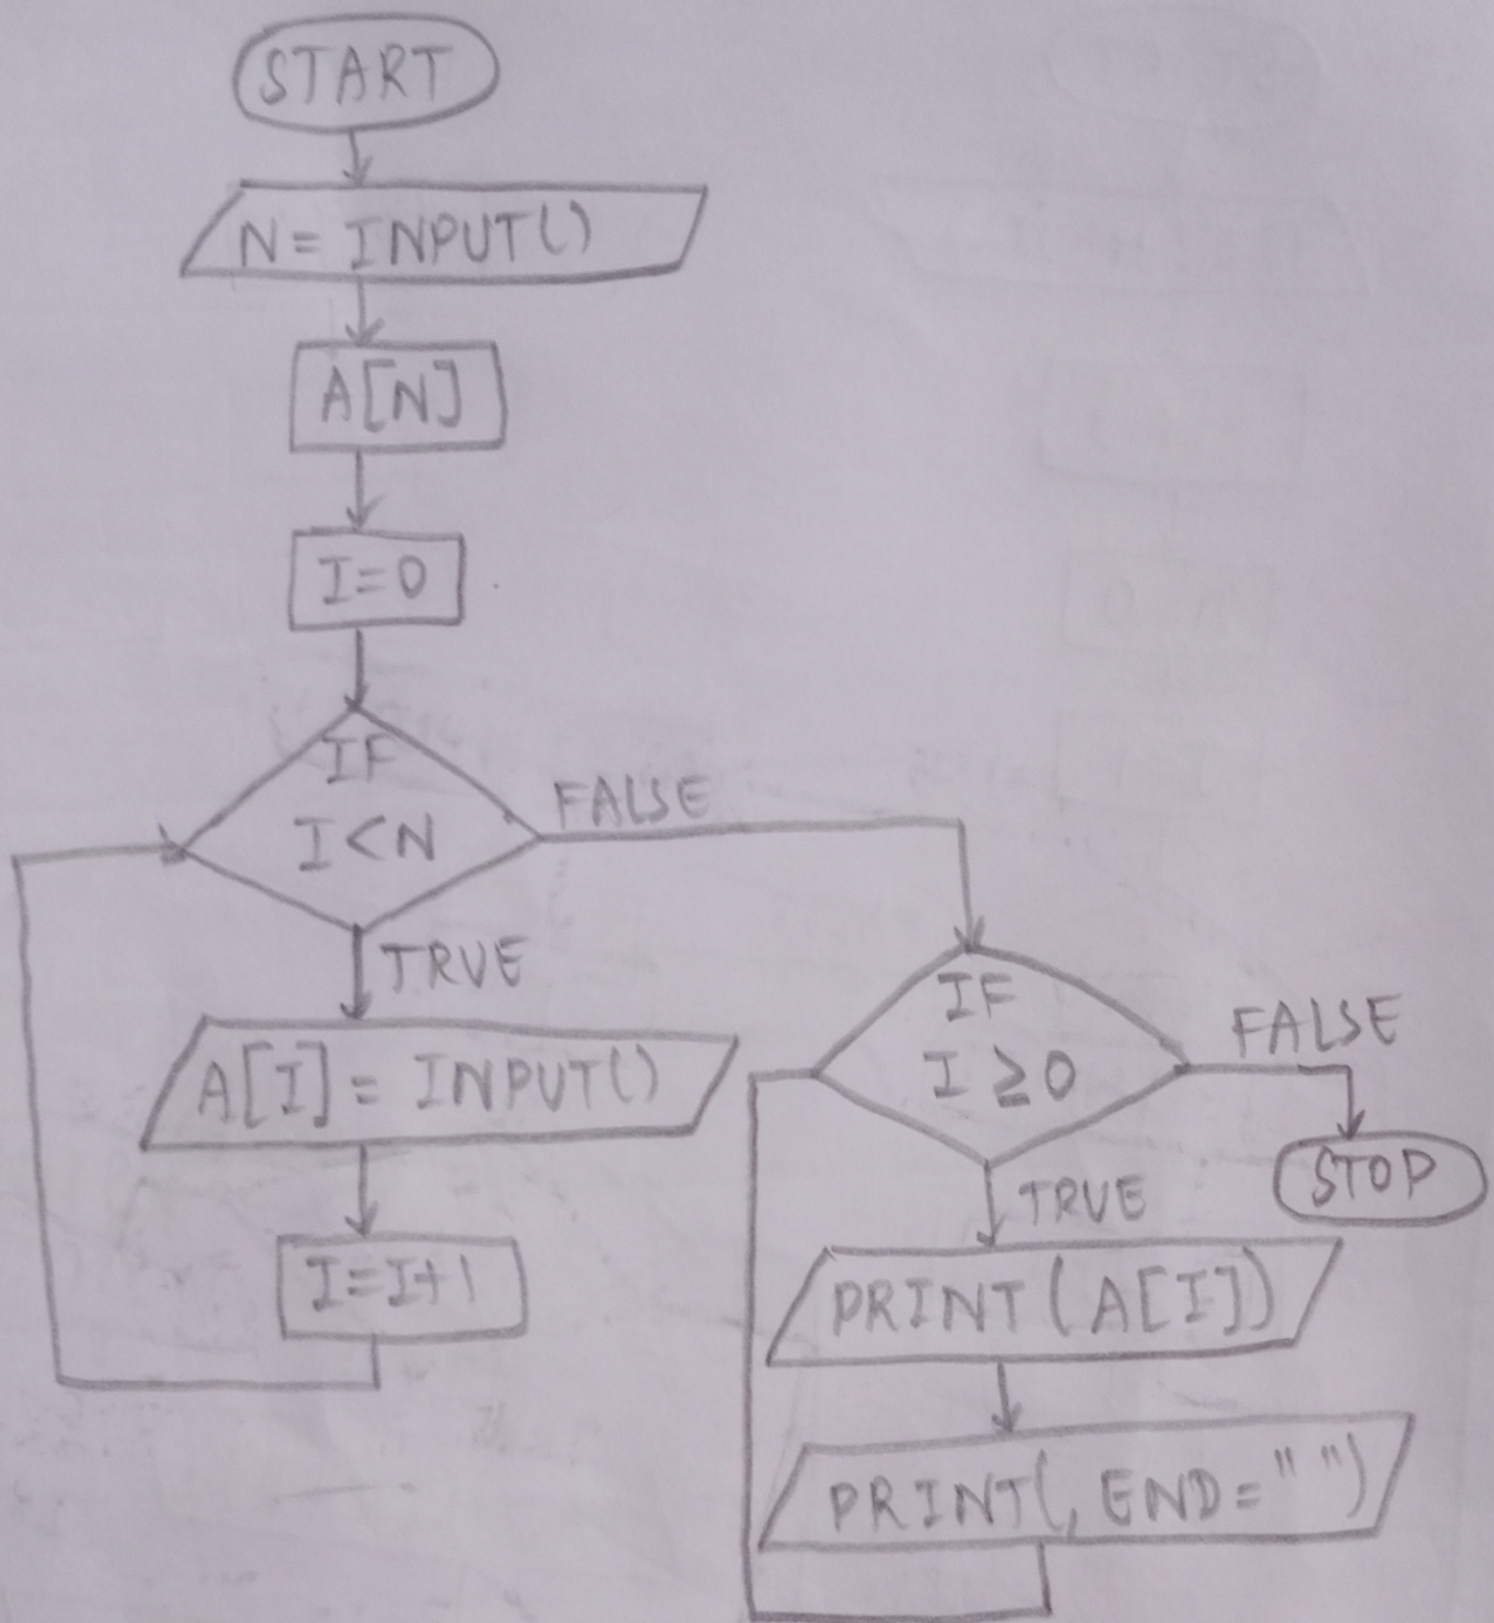 START
N= INPUT()
A[N]
I=0
IF
I<N
FALSE
TRUE
A[I]= INPUT()
I=I+1
IF
I≥0
FALSE
STOP
TRUE
PRINT(A[I])
PRINT(, END=" ")